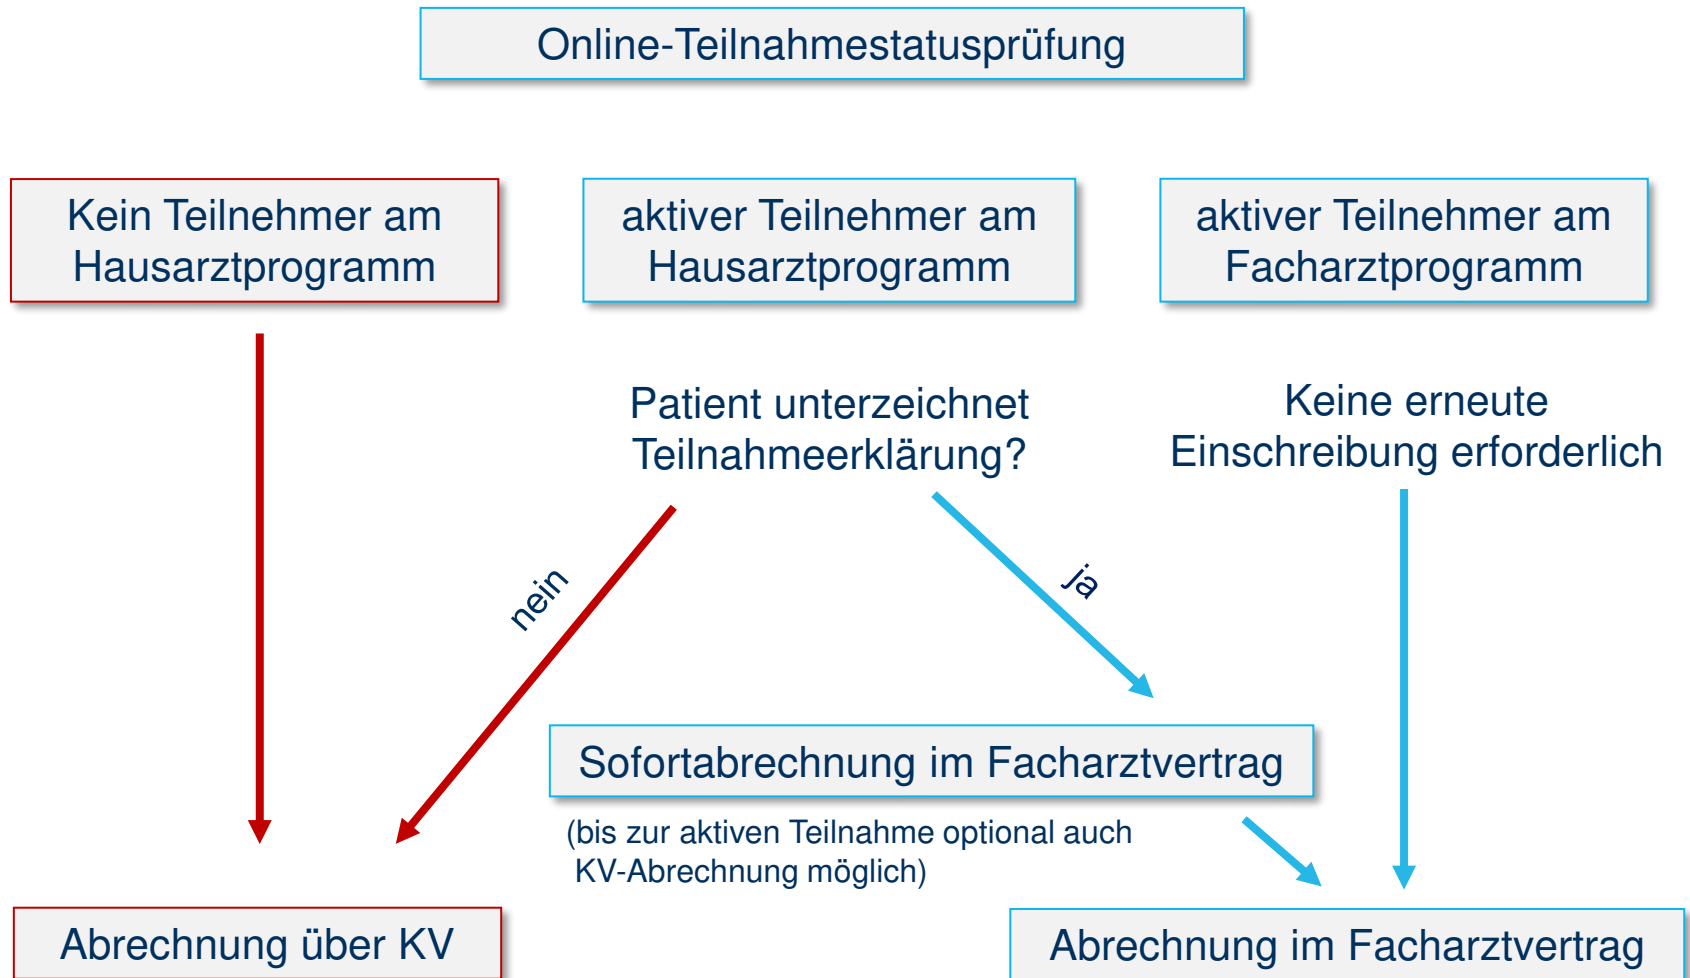 Online-Teilnahmestatusprüfung
Kein Teilnehmer am
Hausarztprogramm
aktiver Teilnehmer am
Hausarztprogramm
aktiver Teilnehmer am
Facharztprogramm
Patient unterzeichnet
Teilnahmeerklärung?
Keine erneute
Einschreibung erforderlich
nein
ja
Sofortabrechnung im Facharztvertrag
(bis zur aktiven Teilnahme optional auch
KV-Abrechnung möglich)
Abrechnung über KV
Abrechnung im Facharztvertrag